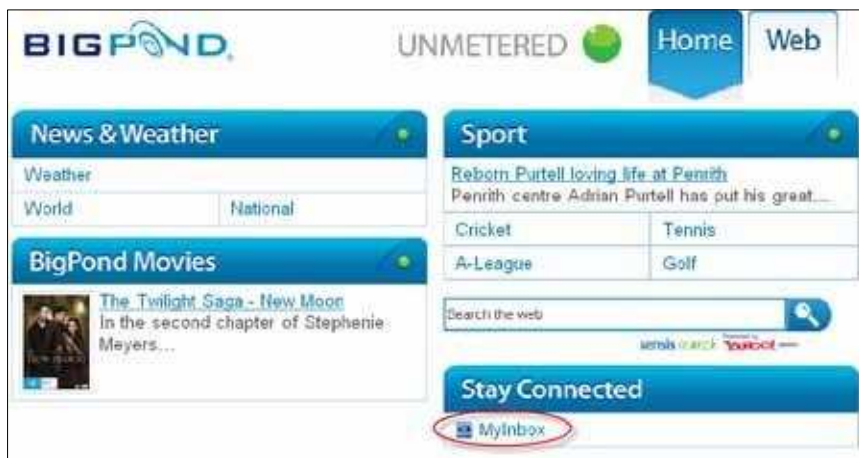 BIGPOND
UNMETERED
Home
Web
News & Weather
Weather
World
National
BigPond Movies
The Twilight Saga - New Moon
In the second chapter of Stephenie
Meyers...
Sport
Reborn Purtell loving life at Penrith
Penrith centre Adrian Purtell has put his great....
Cricket
Tennis
A-League
Golf
Search the web
sensis search
YAHOO!
Stay Connected
MyInbox